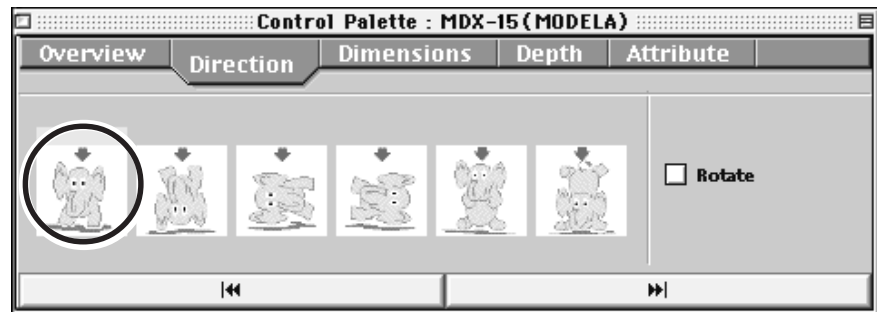 Control Palette : MDX-15(MODELA)
Overview Direction Dimensions Depth Attribute
Rotate